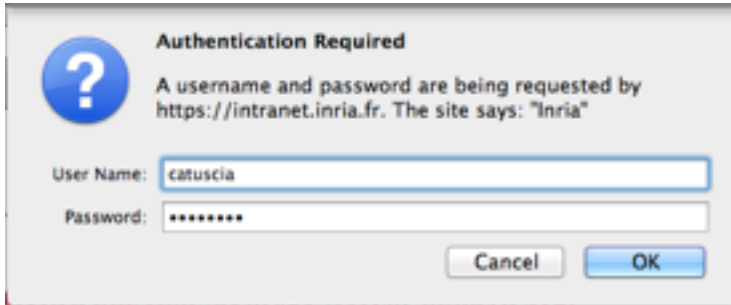 Authentication Required
A username and password are being requested by
https://intranet.inria.fr. The site says: "Inria"
User Name: catuscia
Password: ••••••••
Cancel OK